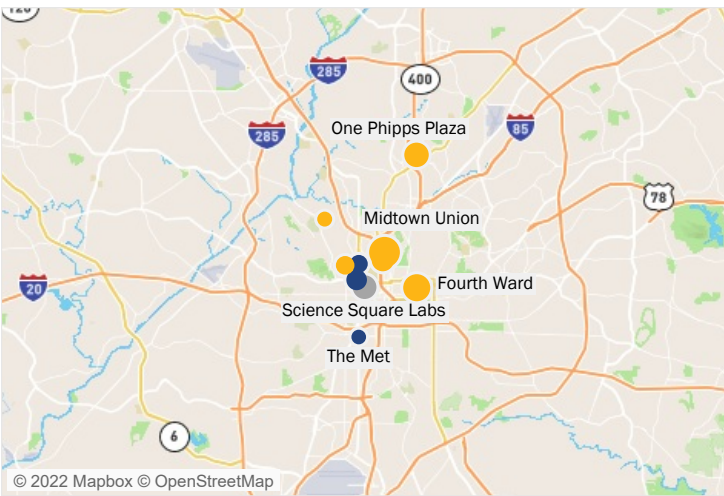 120
285
400
285
One Phipps Plaza
85
78
Midtown Union
20
Fourth Ward
Science Square Labs
The Met
6
© 2022 Mapbox © OpenStreetMap